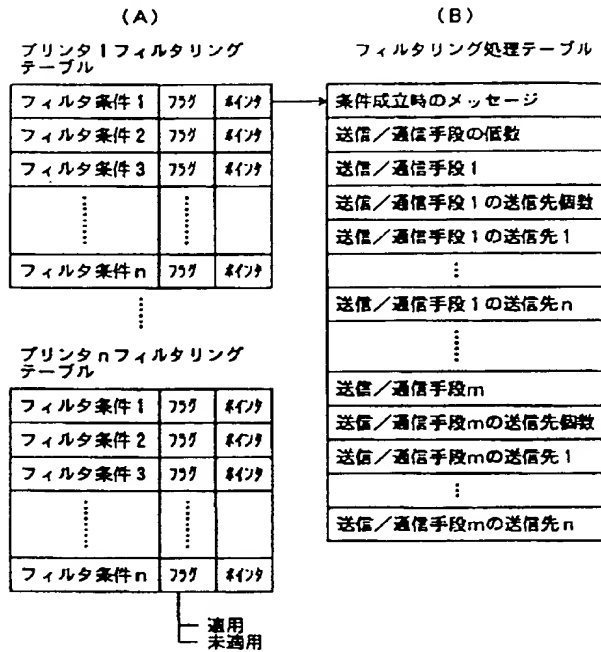 (A)
プリンタ1フィルタリング
テーブル
フィルタ条件1 フラグ ポインタ
フィルタ条件2 フラグ ポインタ
フィルタ条件3 フラグ ポインタ
フィルタ条件n フラグ ポインタ
プリンタnフィルタリング
テーブル
フィルタ条件1 フラグ ポインタ
フィルタ条件2 フラグ ポインタ
フィルタ条件3 フラグ ポインタ
フィルタ条件n フラグ ポインタ
適用
未適用
(B)
フィルタリング処理テーブル
条件成立時のメッセージ
送信/通信手段の個数
送信/通信手段1
送信/通信手段1の送信先個数
送信/通信手段1の送信先1
送信/通信手段1の送信先n
送信/通信手段m
送信/通信手段mの送信先個数
送信/通信手段mの送信先1
送信/通信手段mの送信先n